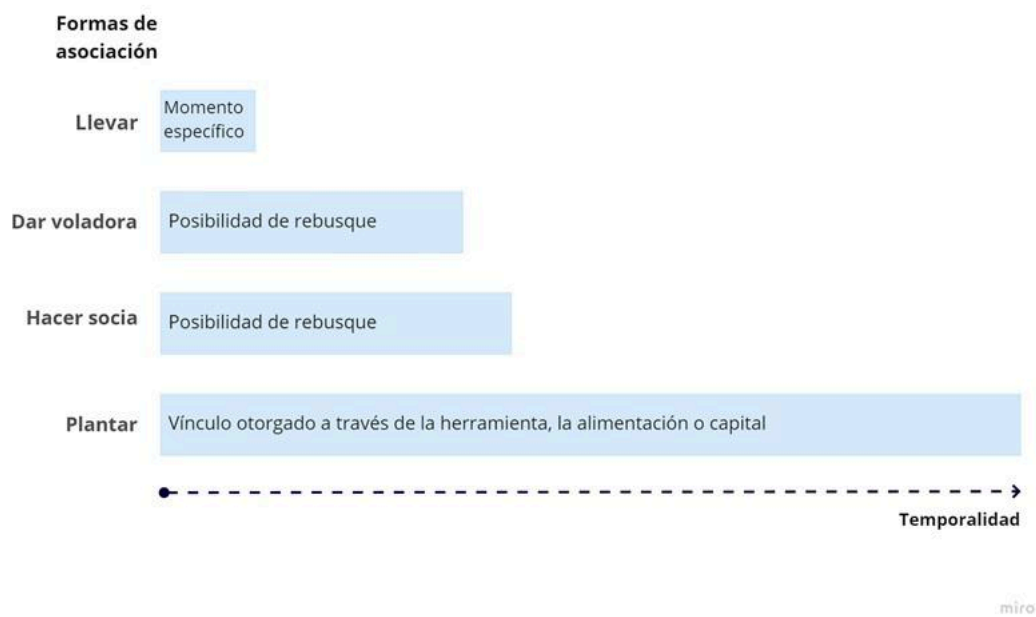 Formas de
asociación
Llevar
Momento
específico
Dar voladora
Posibilidad de rebusque
Hacer socia
Posibilidad de rebusque
Plantar
Vínculo otorgado a través de la herramienta, la alimentación o capital
Temporalidad
miro